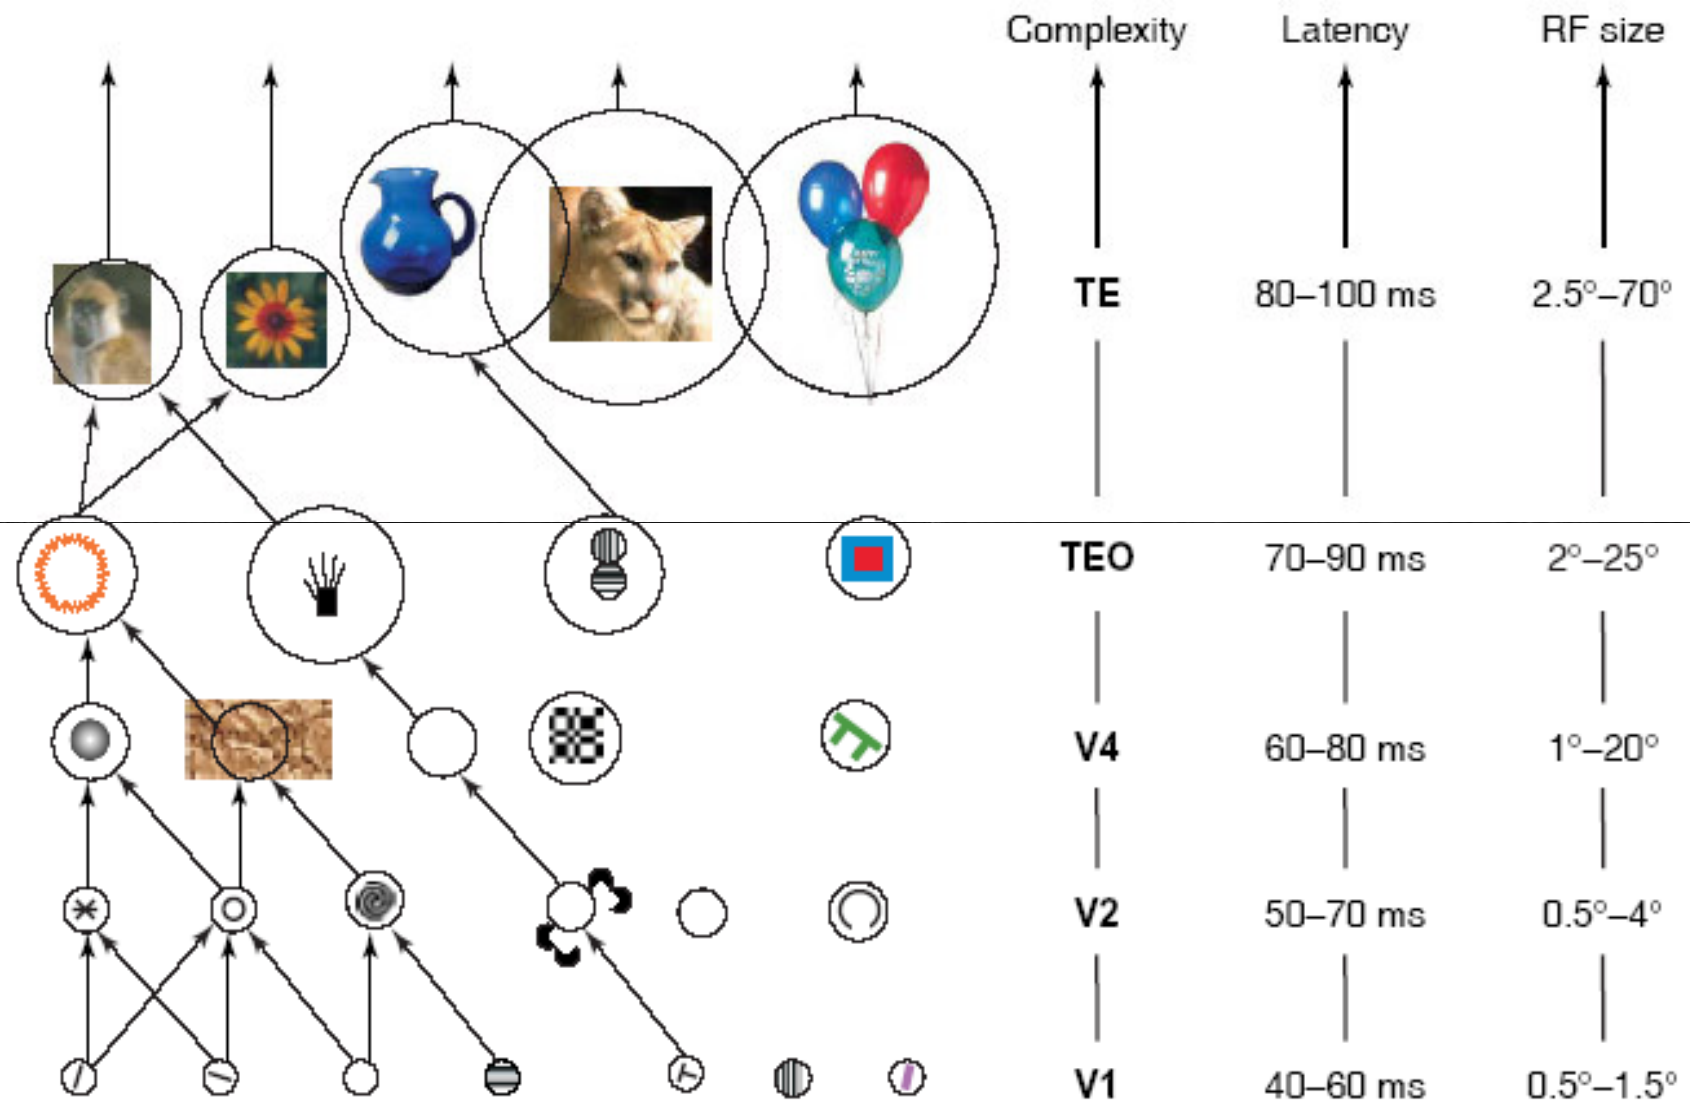 Complexity Latency RF size
TE 80–100 ms 2.5°–70°
TEO 70–90 ms 2°–25°
V4 60–80 ms 1°–20°
V2 50–70 ms 0.5°–4°
V1 40–60 ms 0.5°–1.5°